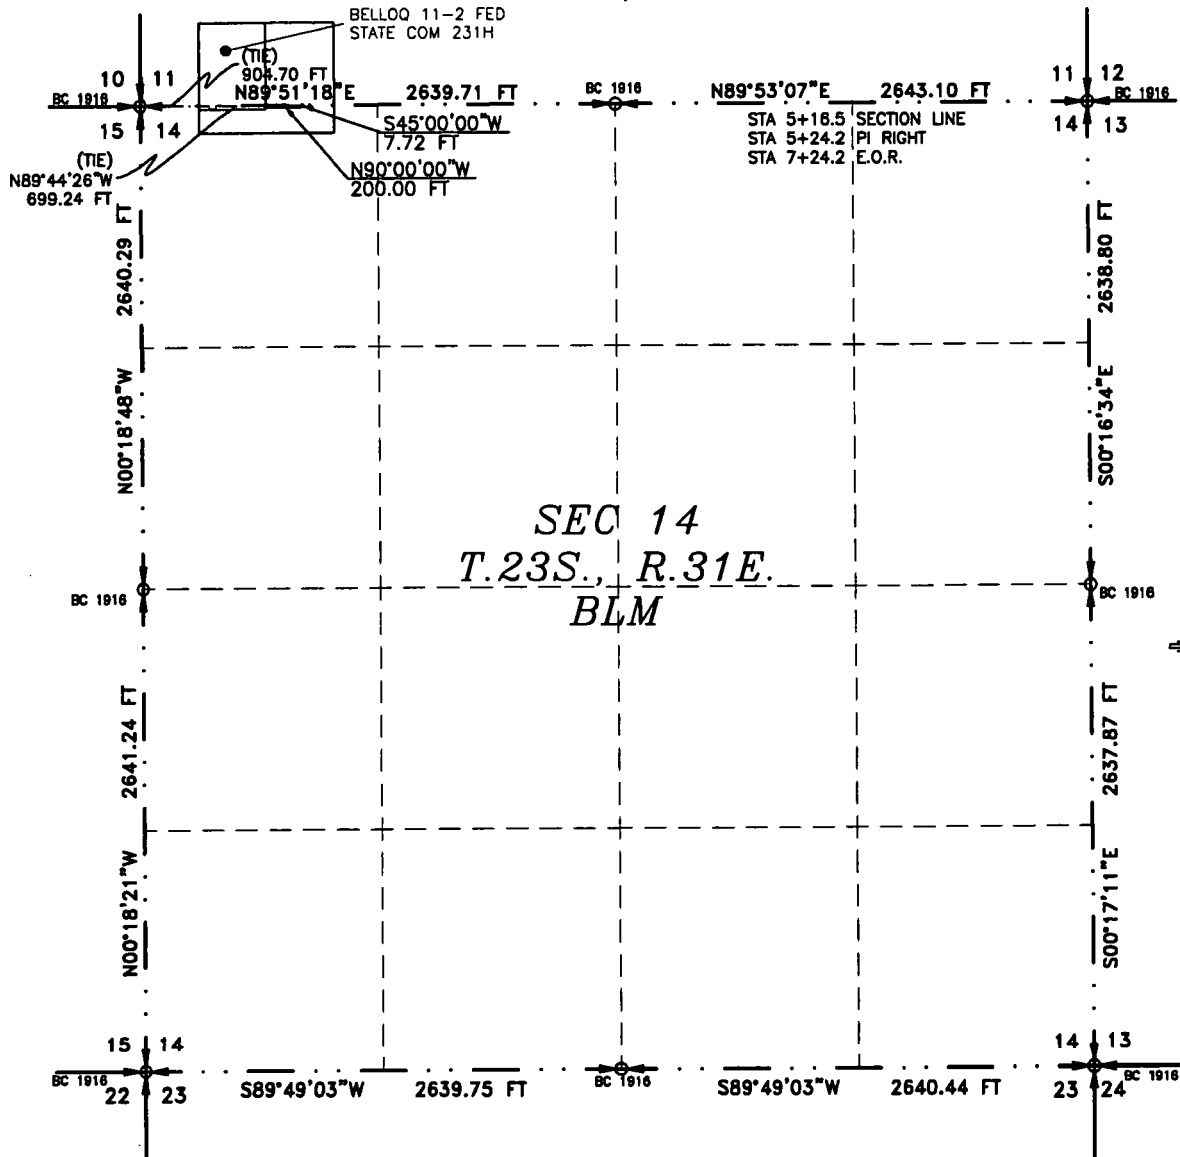 BELLOQ 11-2 FED
STATE COM 231H
(TIE)
904.70 FT
10 11
BC 1916
15 14
N89°51'18"E 2639.71 FT
BC 1916
N89°53'07"E 2643.10 FT
11 12
BC 1916
14 13
S45°00'00"W
7.72 FT
N90°00'00"W
200.00 FT
STA 5+16.5 SECTION LINE
STA 5+24.2 PI RIGHT
STA 7+24.2 E.O.R.
(TIE)
N89°44'26"W
699.24 FT
2640.29 FT
N00°18'48"W
2638.80 FT
S00°16'34"E
SEC 14
T.23S., R.31E.
BLM
BC 1916
BC 1916
2641.24 FT
N00°18'21"W
2637.87 FT
S00°17'11"E
15 14
BC 1916
22 23
S89°49'03"W 2639.75 FT
BC 1916
S89°49'03"W 2640.44 FT
14 13
BC 1916
23 24